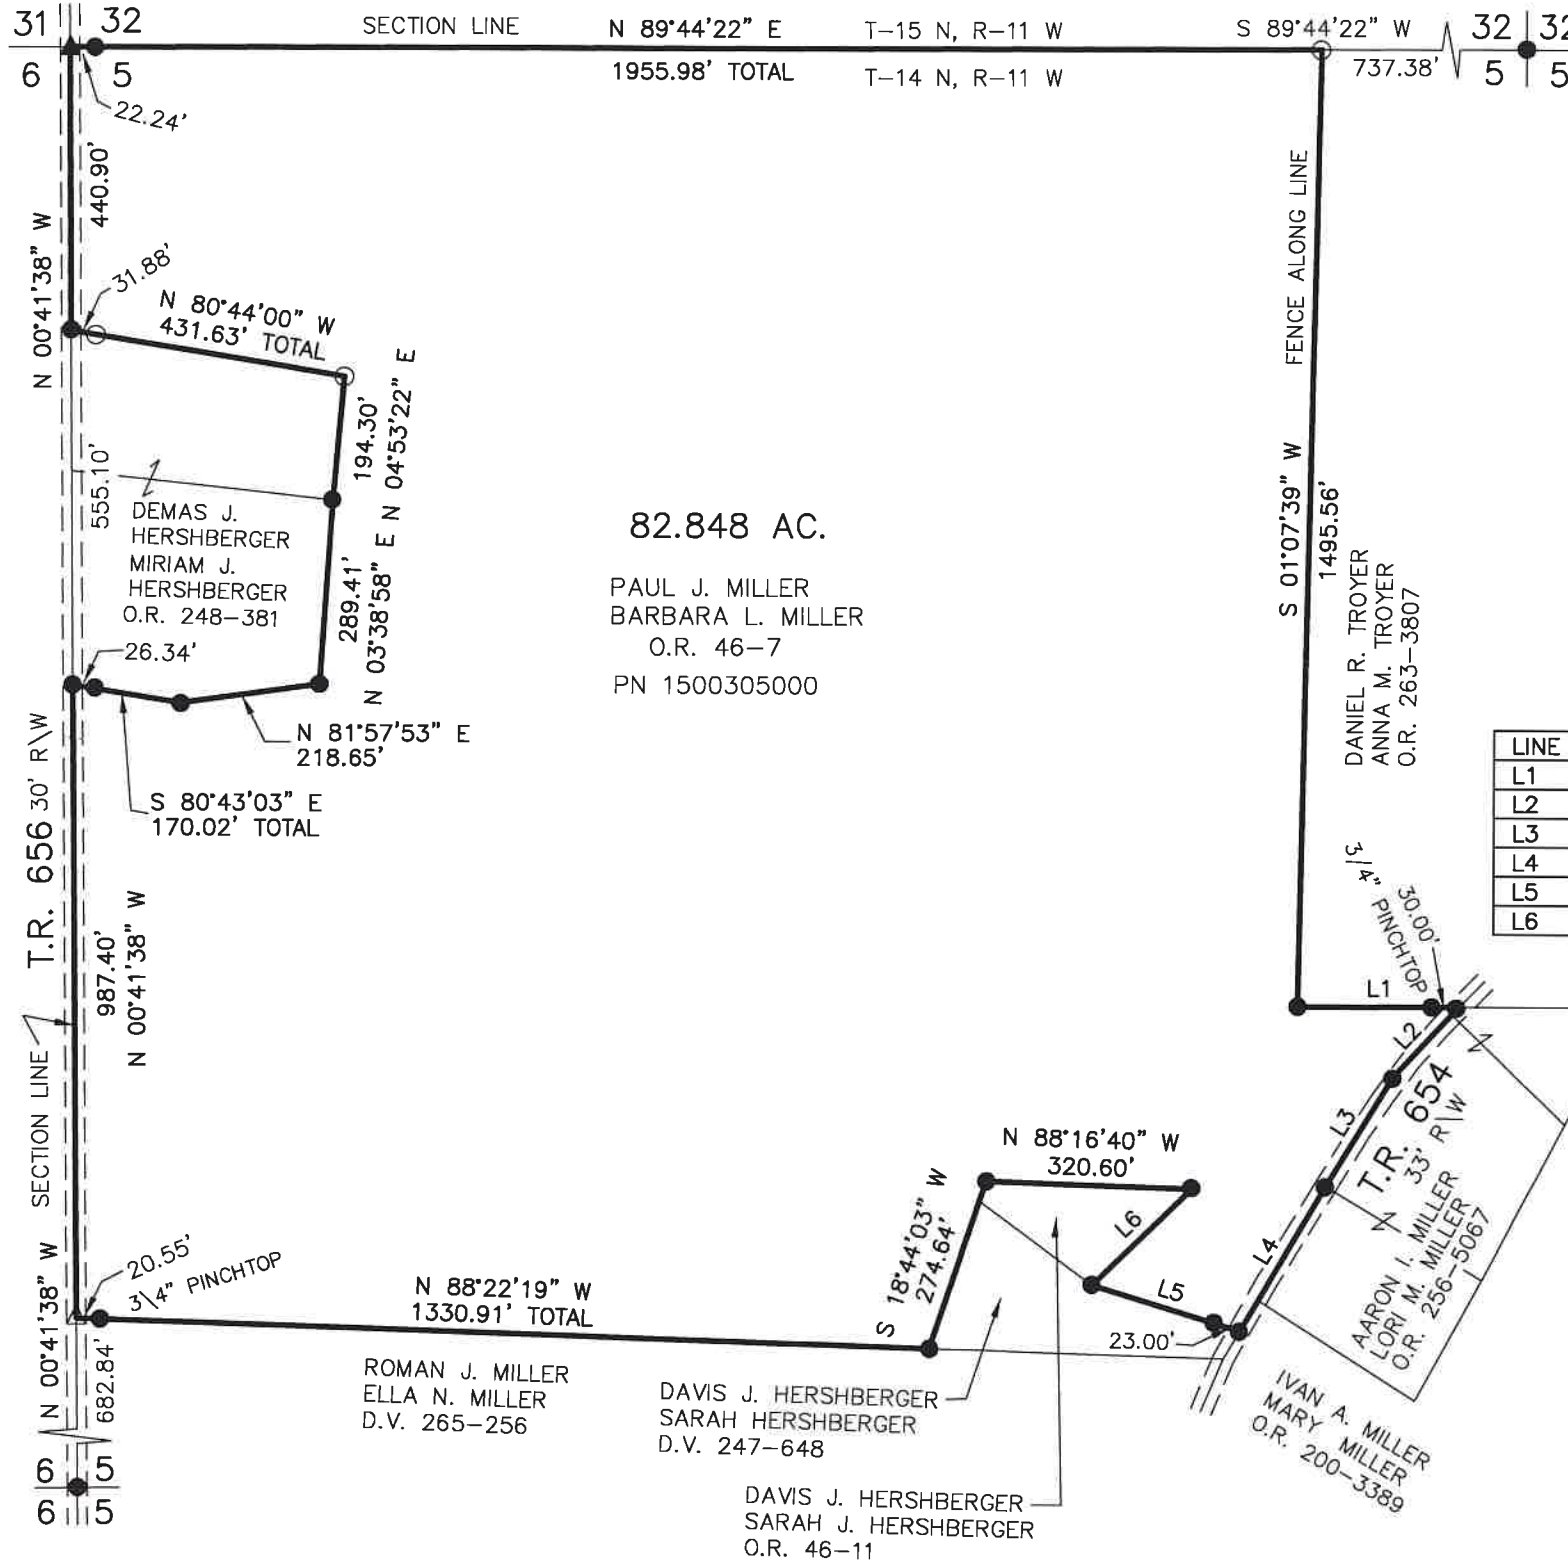 31 32
6 5
SECTION LINE
N 89°44'22" E
1955.98' TOTAL
T-15 N, R-11 W
T-14 N, R-11 W
S 89°44'22" W
737.38'
32 32
5 5
22.24'
440.90'
N 00°41'38" W
31.88'
N 80°44'00" W
431.63' TOTAL
194.30'
N 04°53'22" E
555.10'
DEMAS J.
HERSHBERGER
MIRIAM J.
HERSHBERGER
O.R. 248-381
289.41'
N 03°38'58" E
26.34'
N 81°57'53" E
218.65'
S 80°43'03" E
170.02' TOTAL
82.848 AC.
PAUL J. MILLER
BARBARA L. MILLER
O.R. 46-7
PN 1500305000
FENCE ALONG LINE
S 01°07'39" W
1495.56'
DANIEL R. TROYER
ANNA M. TROYER
O.R. 263-3807
LINE
L1
L2
L3
L4
L5
L6
T.R. 656 30' R\W
987.40'
N 00°41'38" W
SECTION LINE
3/4" PINCHTOP
30.00'
L1
L2
L3
L4
T.R. 654
33' R\W
AARON I. MILLER
LORI M. MILLER
O.R. 256-5067
N 88°16'40" W
320.60'
L6
L5
S 18°44'03" W
274.64'
23.00'
20.55'
3\4" PINCHTOP
N 88°22'19" W
1330.91' TOTAL
N 00°41'38" W
682.84'
ROMAN J. MILLER
ELLA N. MILLER
D.V. 265-256
DAVIS J. HERSHBERGER
SARAH HERSHBERGER
D.V. 247-648
DAVIS J. HERSHBERGER
SARAH J. HERSHBERGER
O.R. 46-11
IVAN A. MILLER
MARY MILLER
O.R. 200-3389
6 5
6 5